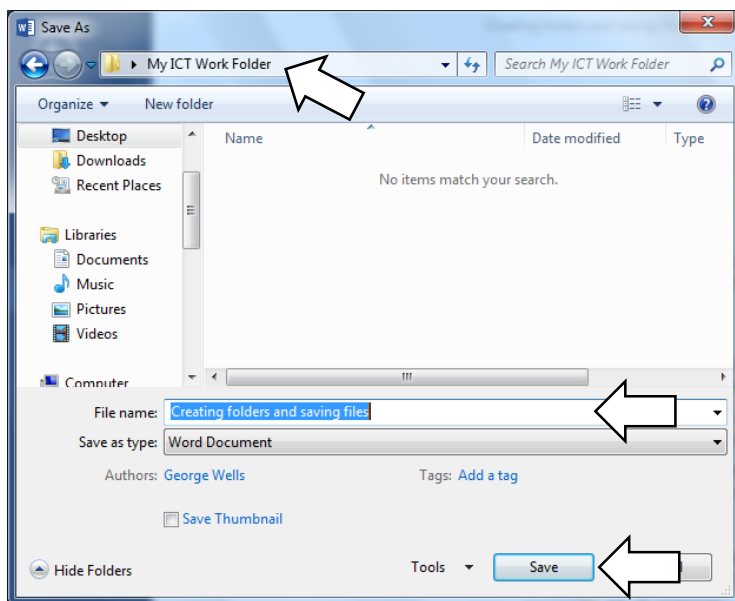 Save As
My ICT Work Folder
Search My ICT Work Folder
Organize
New folder
Desktop
Downloads
Recent Places
Libraries
Documents
Music
Pictures
Videos
Computer
Name
Date modified
Type
No items match your search.
File name: Creating folders and saving files
Save as type: Word Document
Authors: George Wells
Tags: Add a tag
Save Thumbnail
Hide Folders
Tools
Save